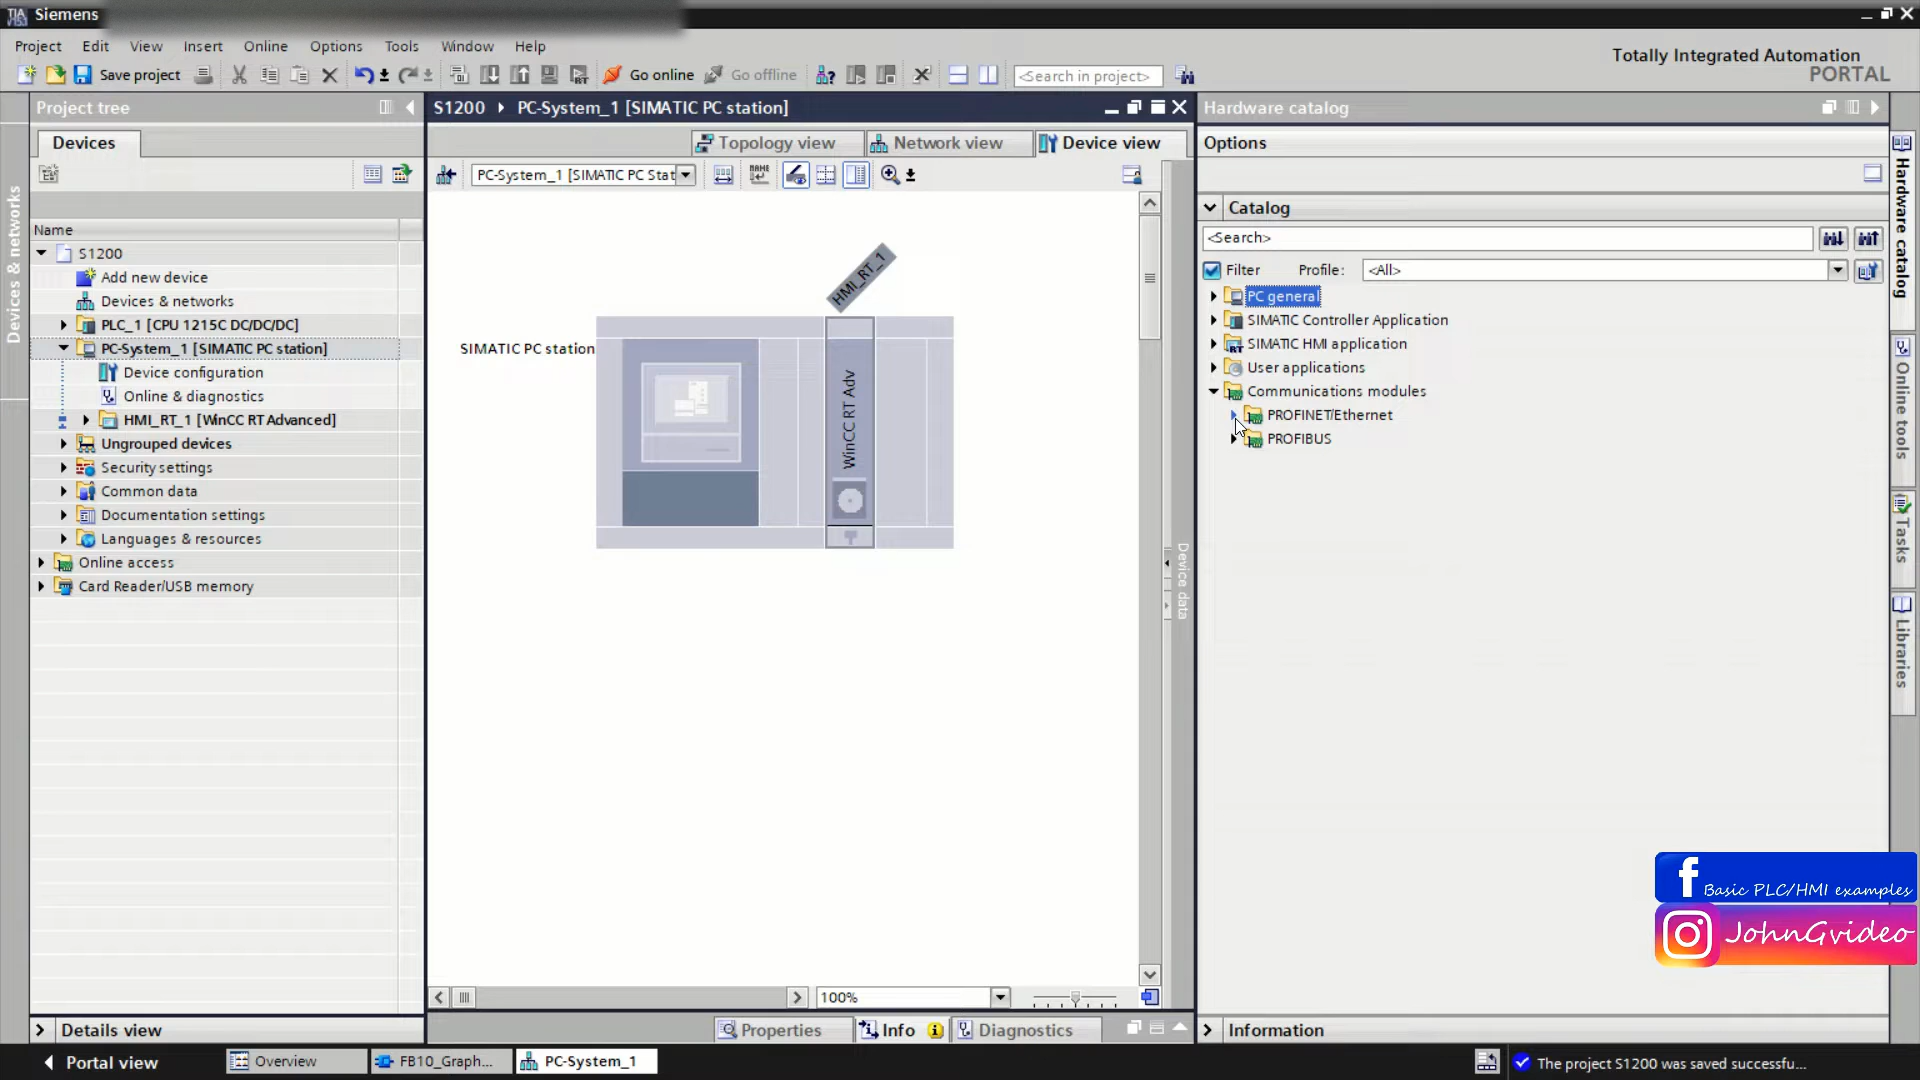 Siemens
Project Edit View Insert Online Options Tools Window Help
Totally Integrated Automation
PORTAL
Save project Go online Go offline <Search in project>
Project tree
S1200 PC-System_1 [SIMATIC PC station]
Hardware catalog
Devices
Topology view Network view Device view
Options
PC-System_1 [SIMATIC PC Stat
Name
S1200
Add new device
Devices & networks
PLC_1 [CPU 1215C DC/DC/DC]
PC-System_1 [SIMATIC PC station]
Device configuration
Online & diagnostics
HMI_RT_1 [WinCC RT Advanced]
Ungrouped devices
Security settings
Common data
Documentation settings
Languages & resources
Online access
Card Reader/USB memory
Details view
Devices & networks
HMI_RT_1
SIMATIC PC station
WinCC RT Adv
Device data
100%
Properties Info Diagnostics
Catalog
<Search>
Filter Profile: <All>
PC general
SIMATIC Controller Application
SIMATIC HMI application
User applications
Communications modules
PROFINET/Ethernet
PROFIBUS
Information
Hardware catalog
Online tools
Tasks
Libraries
Basic PLC/HMI examples
JohnGvideo
Portal view Overview FB10_Graph... PC-System_1
The project S1200 was saved successfu...